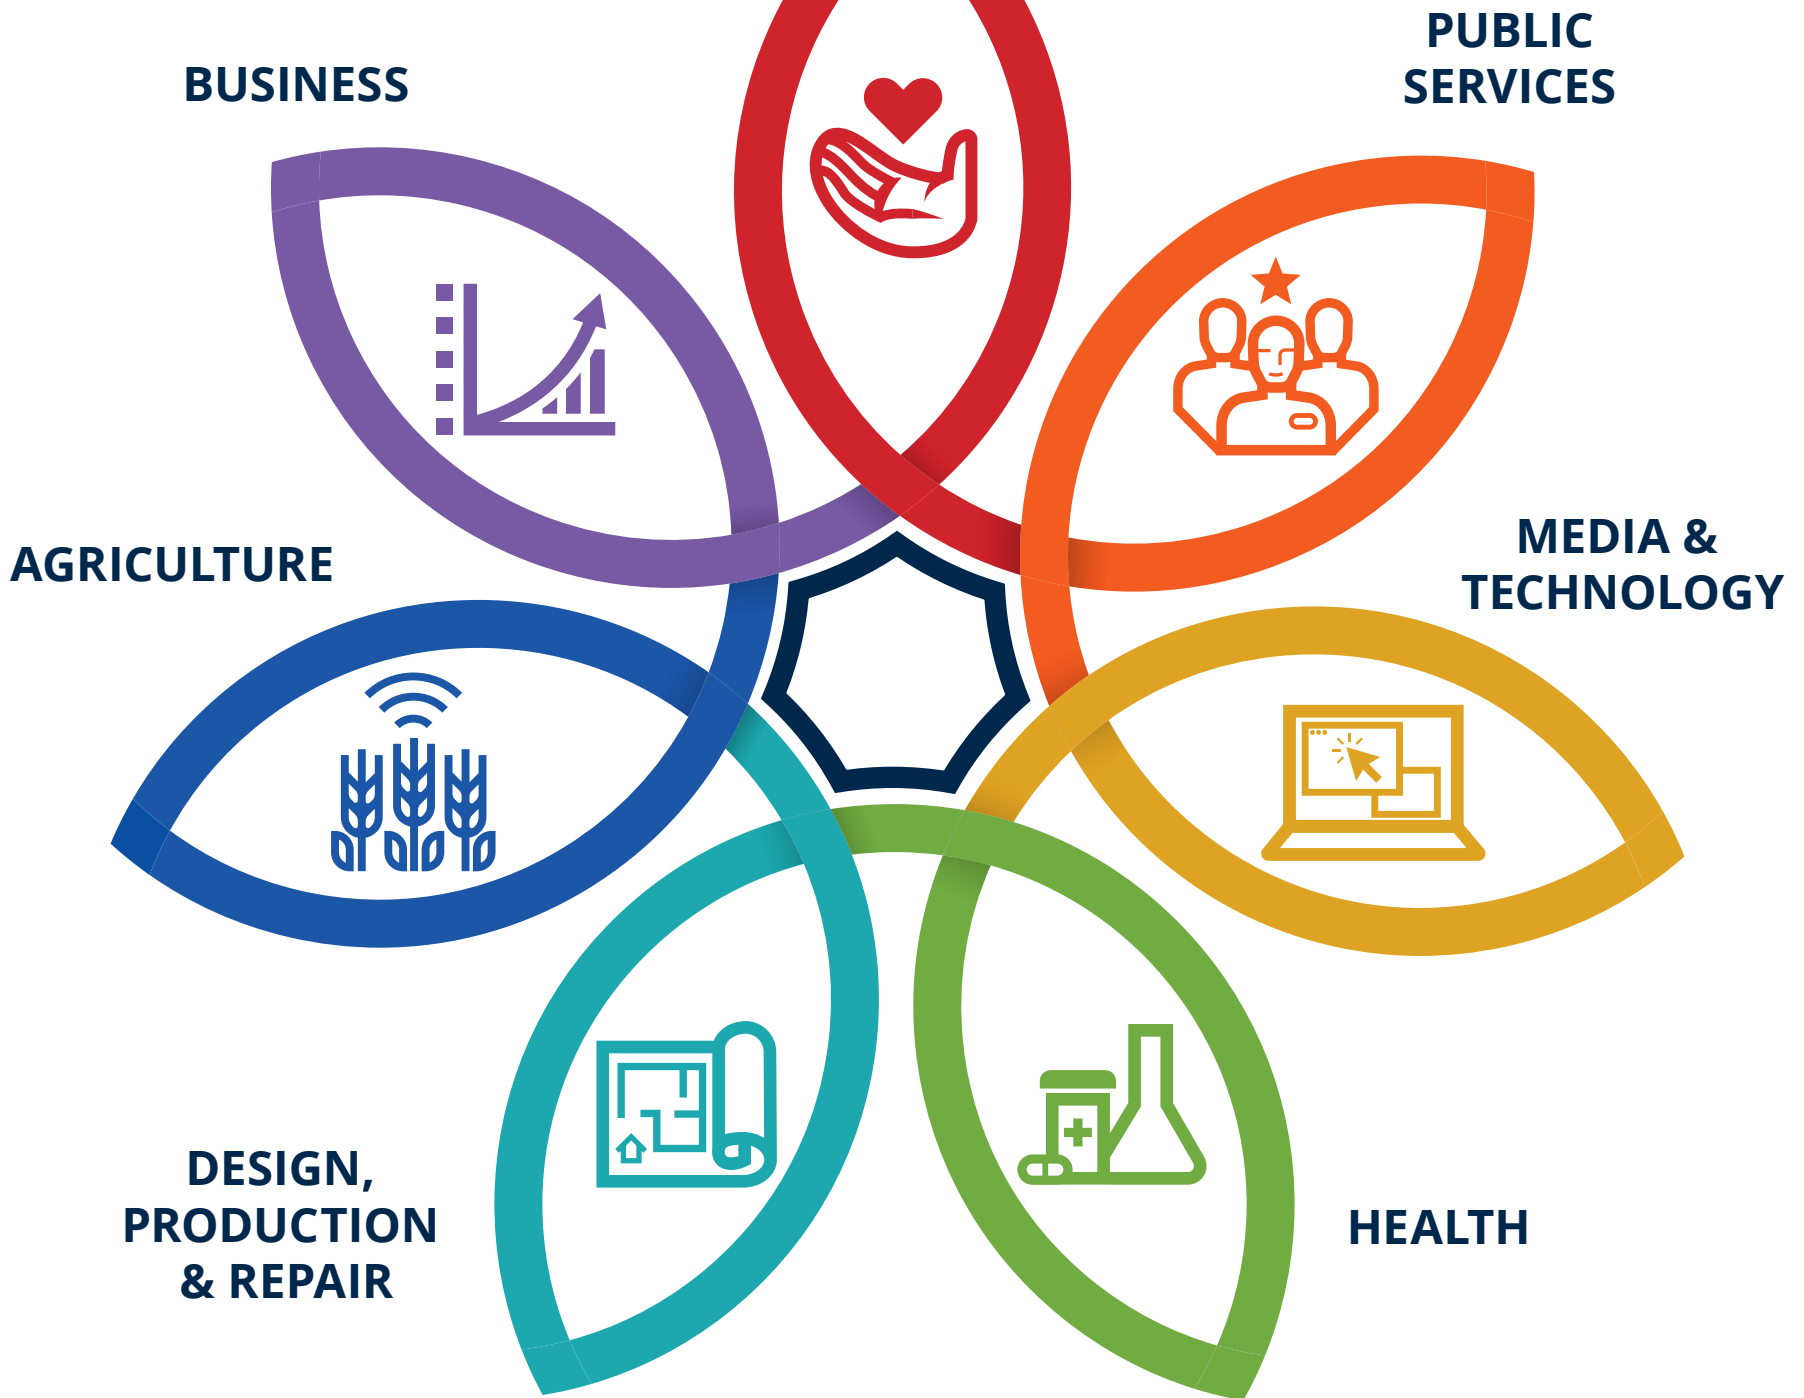 PUBLIC
SERVICES
BUSINESS
MEDIA &
TECHNOLOGY
AGRICULTURE
DESIGN,
PRODUCTION
& REPAIR
HEALTH